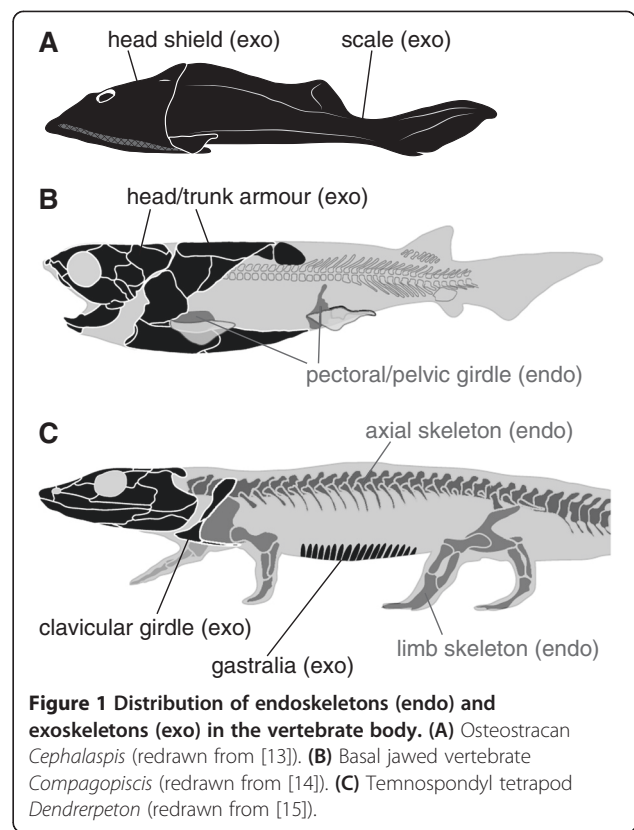 A
head shield (exo)
scale (exo)
B
head/trunk armour (exo)
pectoral/pelvic girdle (endo)
C
axial skeleton (endo)
clavicular girdle (exo)
gastralia (exo)
limb skeleton (endo)
Figure 1 Distribution of endoskeletons (endo) and
exoskeletons (exo) in the vertebrate body. (A) Osteostracan
Cephalaspis (redrawn from [13]). (B) Basal jawed vertebrate
Compagopiscis (redrawn from [14]). (C) Temnospondyl tetrapod
Dendrerpeton (redrawn from [15]).